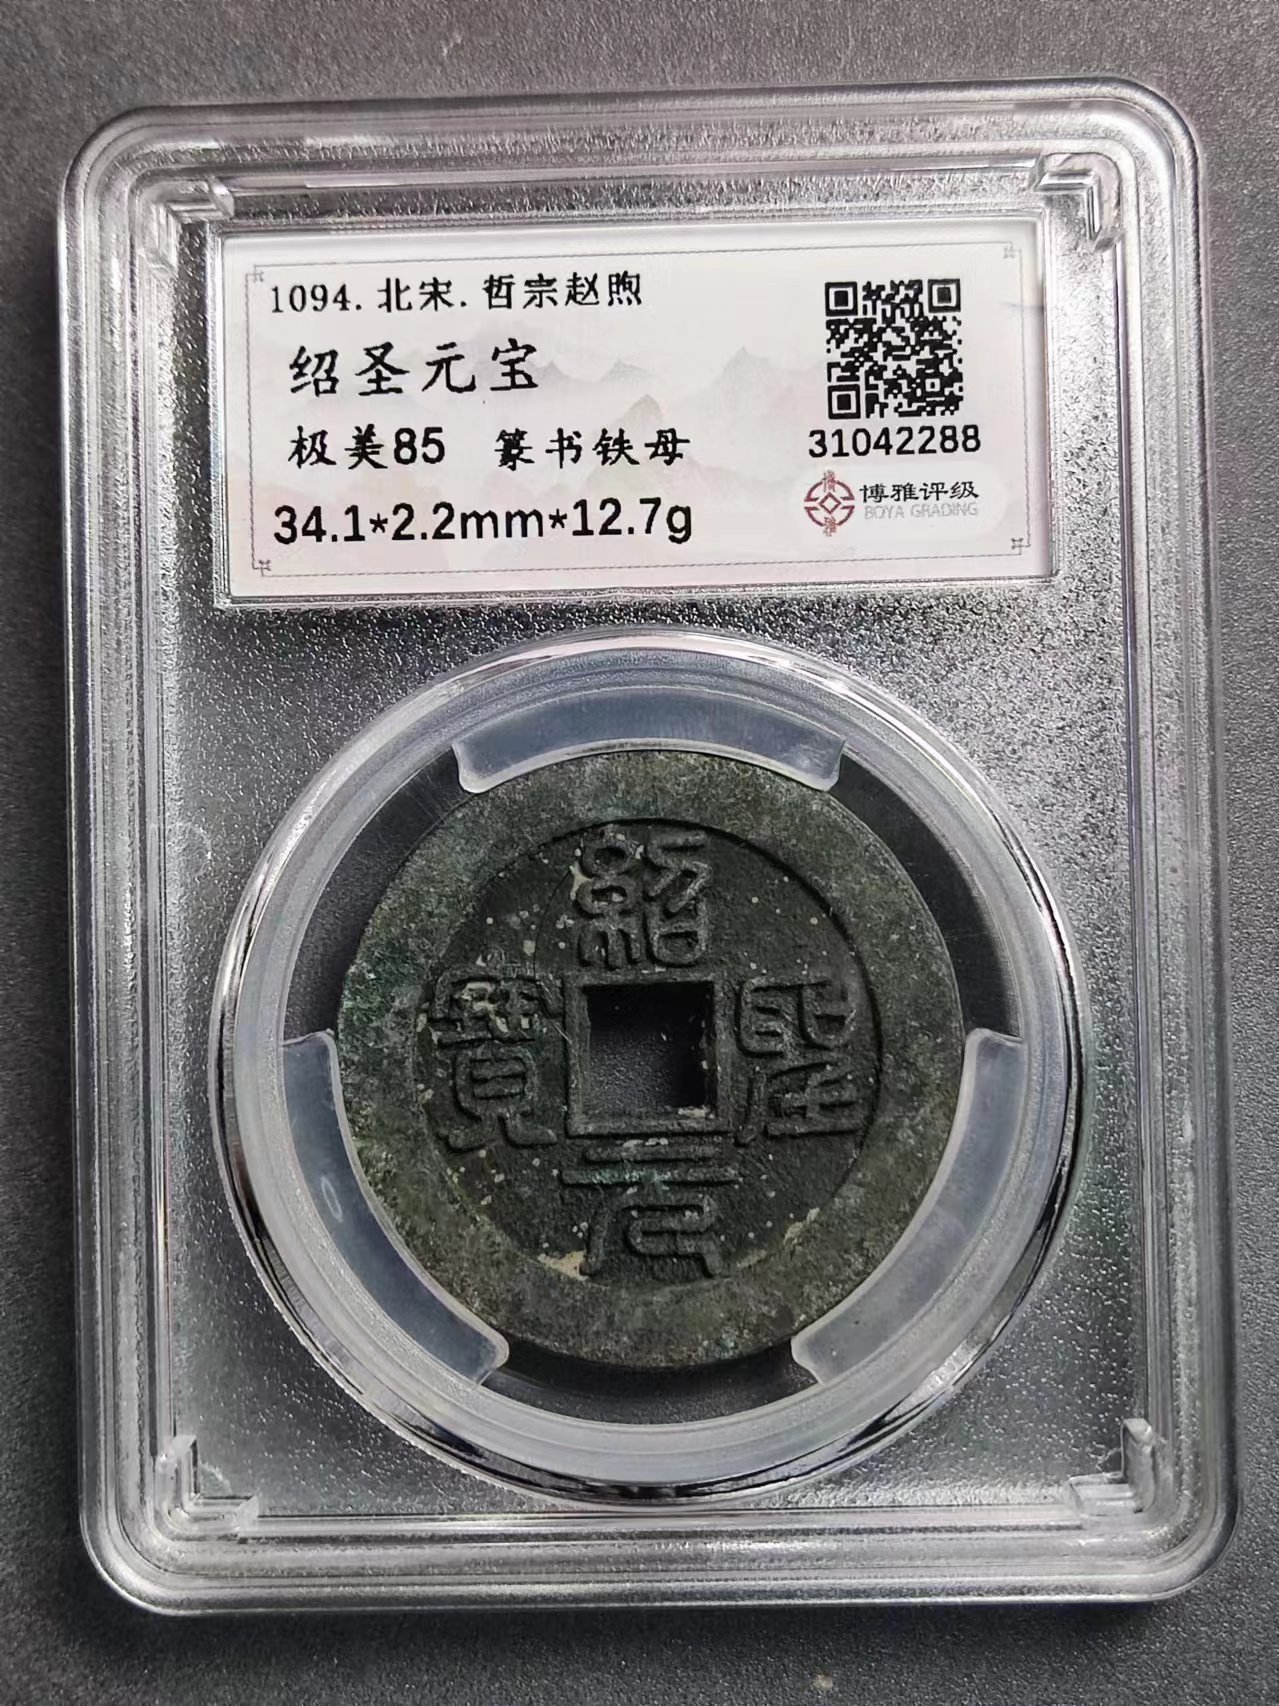 1094.北宋.哲宗赵煦
绍圣元宝
极美85 篆书铁母
34.1*2.2mm*12.7g
31042288
博雅评级
BOYA GRADING
紹
聖
元
寶